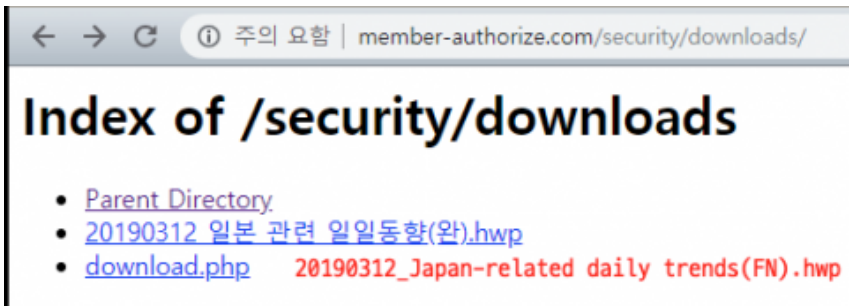 주의 요함 | member-authorize.com/security/downloads/
Index of /security/downloads
Parent Directory
20190312 일본 관련 일일동향(완).hwp
download.php 20190312_Japan-related daily trends(FN).hwp